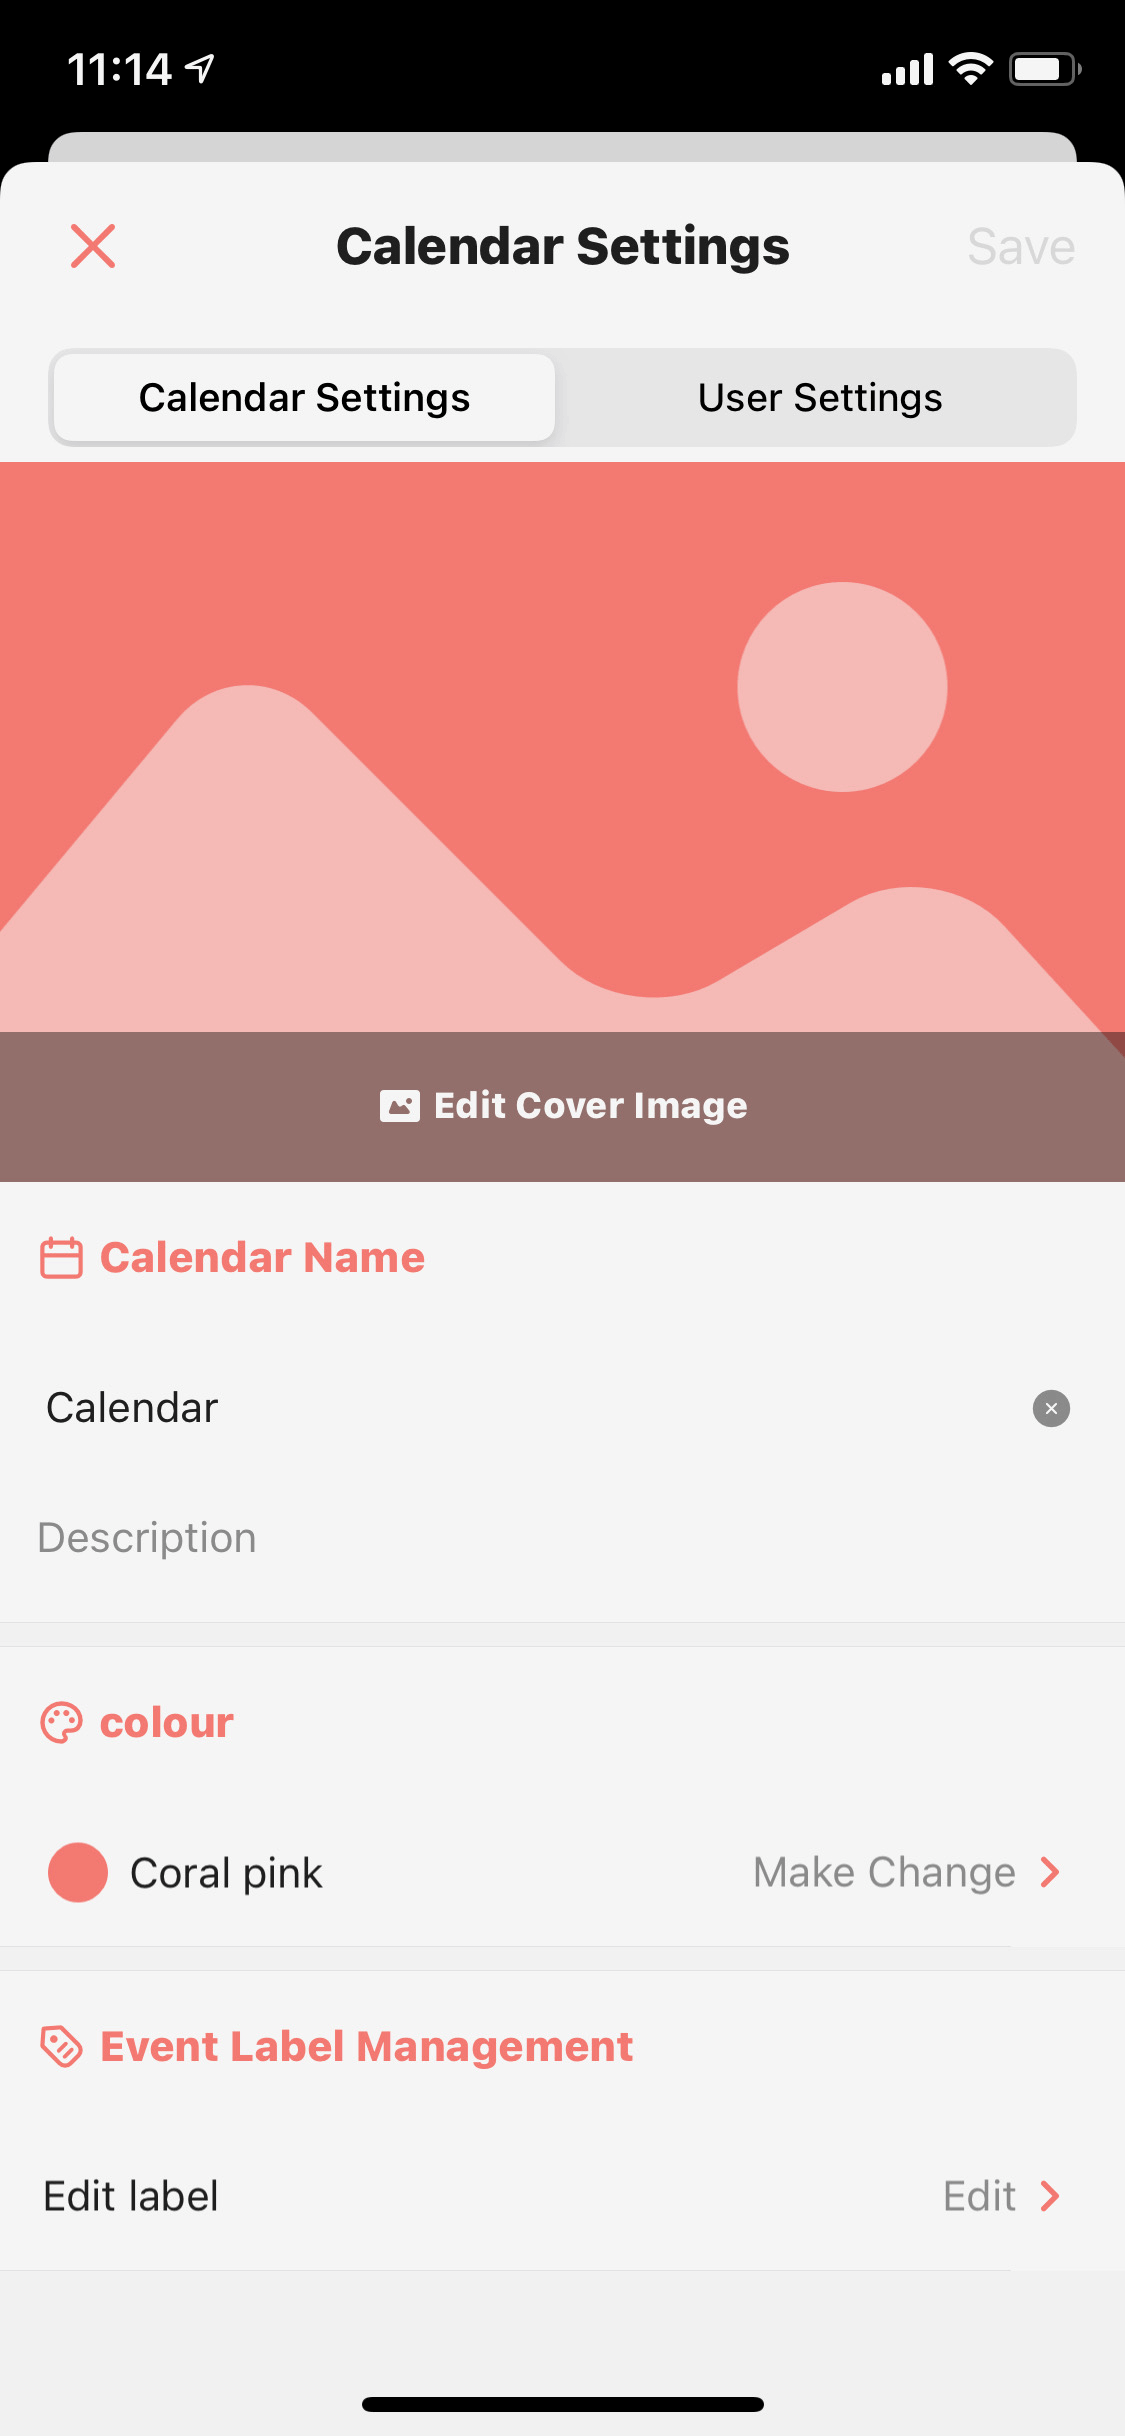 11:14
Calendar Settings
Save
Calendar Settings
User Settings
Edit Cover Image
Calendar Name
Calendar
Description
colour
Coral pink
Make Change
Event Label Management
Edit label
Edit